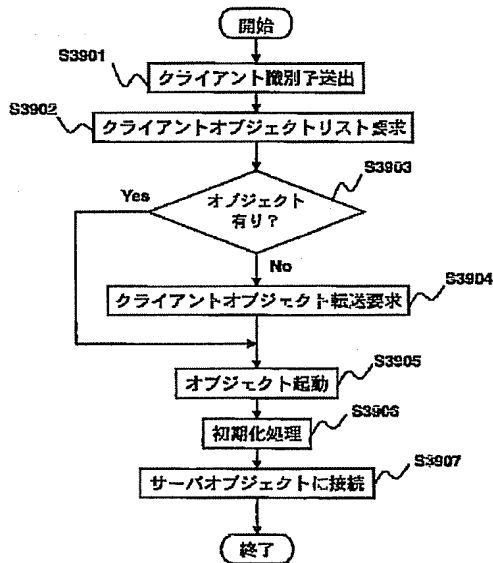 開始
S3901
クライアント識別子送出
S3902
クライアントオブジェクトリスト要求
S3903
オブジェクト
有り？
Yes
No
S3904
クライアントオブジェクト転送要求
S3905
オブジェクト起動
S3906
初期化処理
S3907
サーバオブジェクトに接続
終了